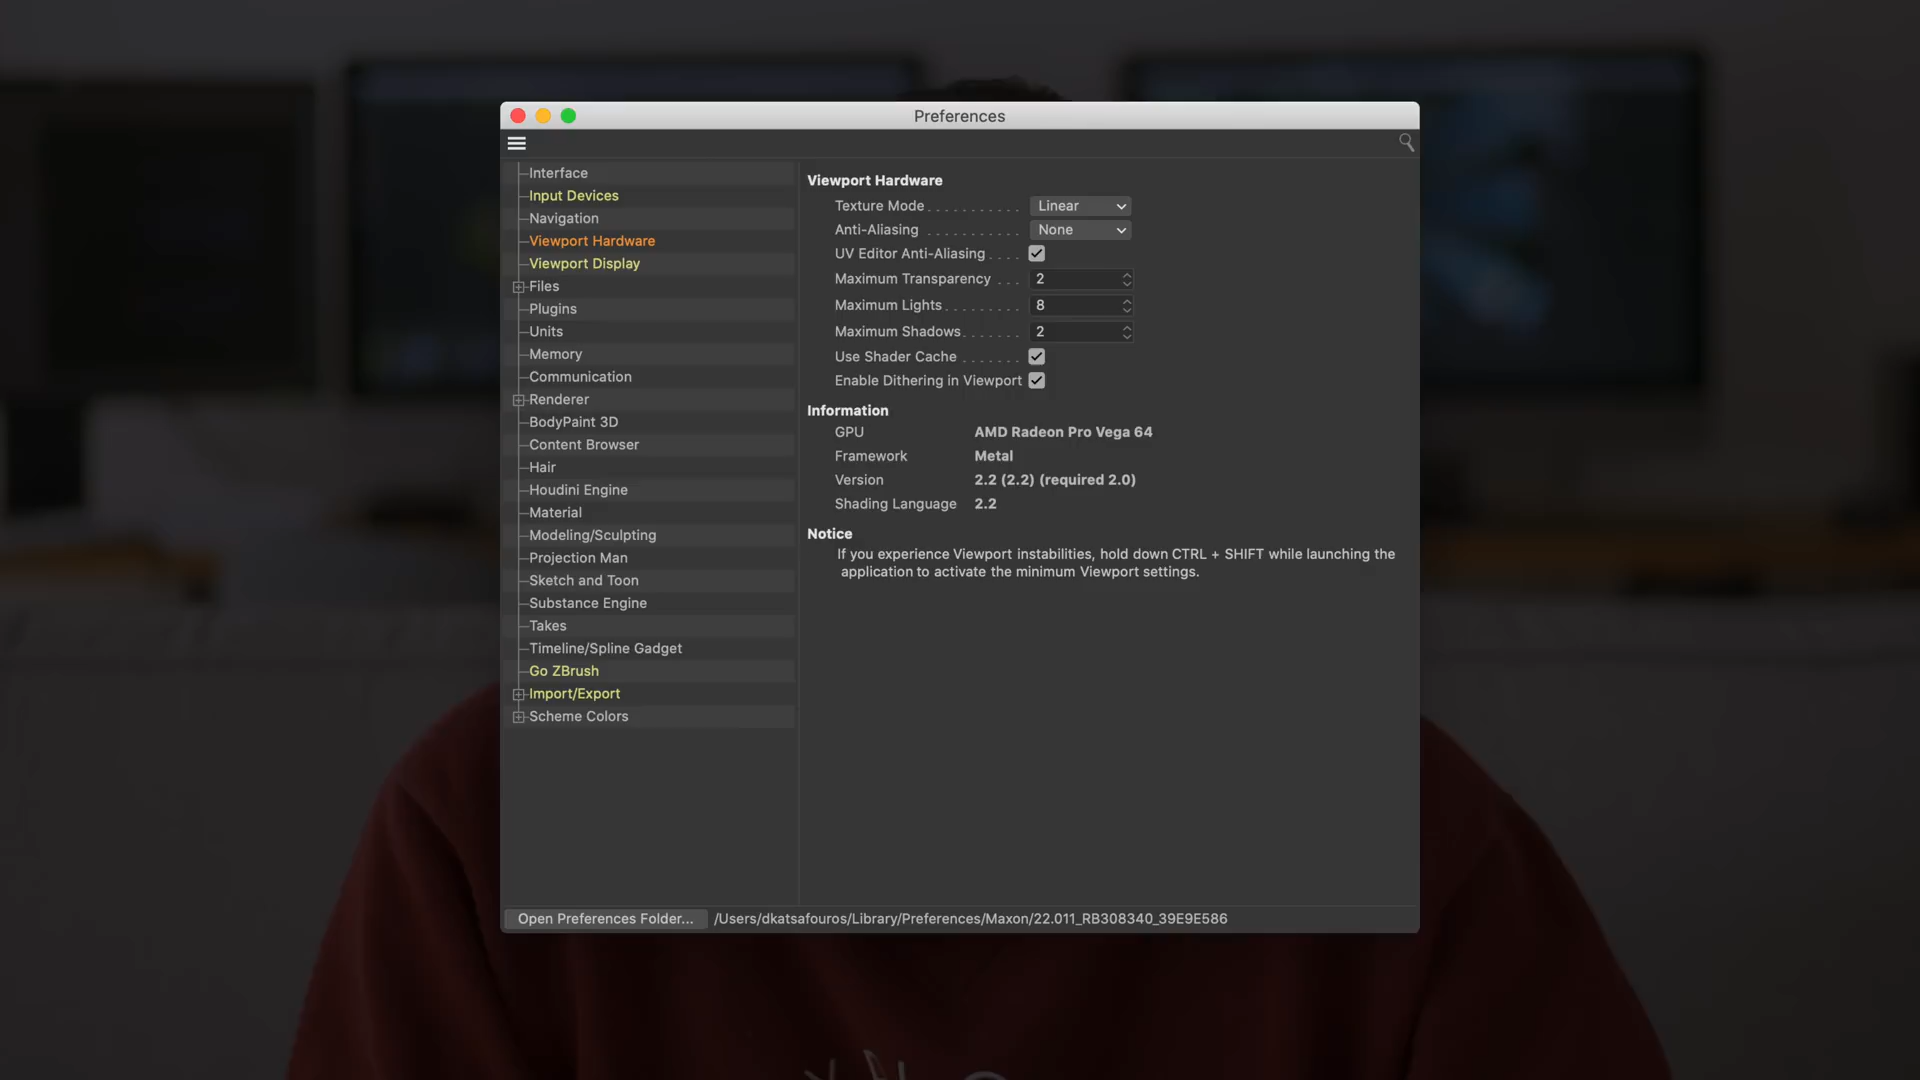 Preferences
Interface
Input Devices
Navigation
Viewport Hardware
Viewport Display
Files
Plugins
Units
Memory
Communication
Renderer
BodyPaint 3D
Content Browser
Hair
Houdini Engine
Material
Modeling/Sculpting
Projection Man
Sketch and Toon
Substance Engine
Takes
Timeline/Spline Gadget
Go ZBrush
Import/Export
Scheme Colors
Viewport Hardware
Texture Mode Linear
Anti-Aliasing None
UV Editor Anti-Aliasing
Maximum Transparency 2
Maximum Lights 8
Maximum Shadows 2
Use Shader Cache
Enable Dithering in Viewport
Information
GPU AMD Radeon Pro Vega 64
Framework Metal
Version 2.2 (2.2) (required 2.0)
Shading Language 2.2
Notice
If you experience Viewport instabilities, hold down CTRL + SHIFT while launching the
application to activate the minimum Viewport settings.
Open Preferences Folder... /Users/dkatsafouros/Library/Preferences/Maxon/22.011_RB308340_39E9E586